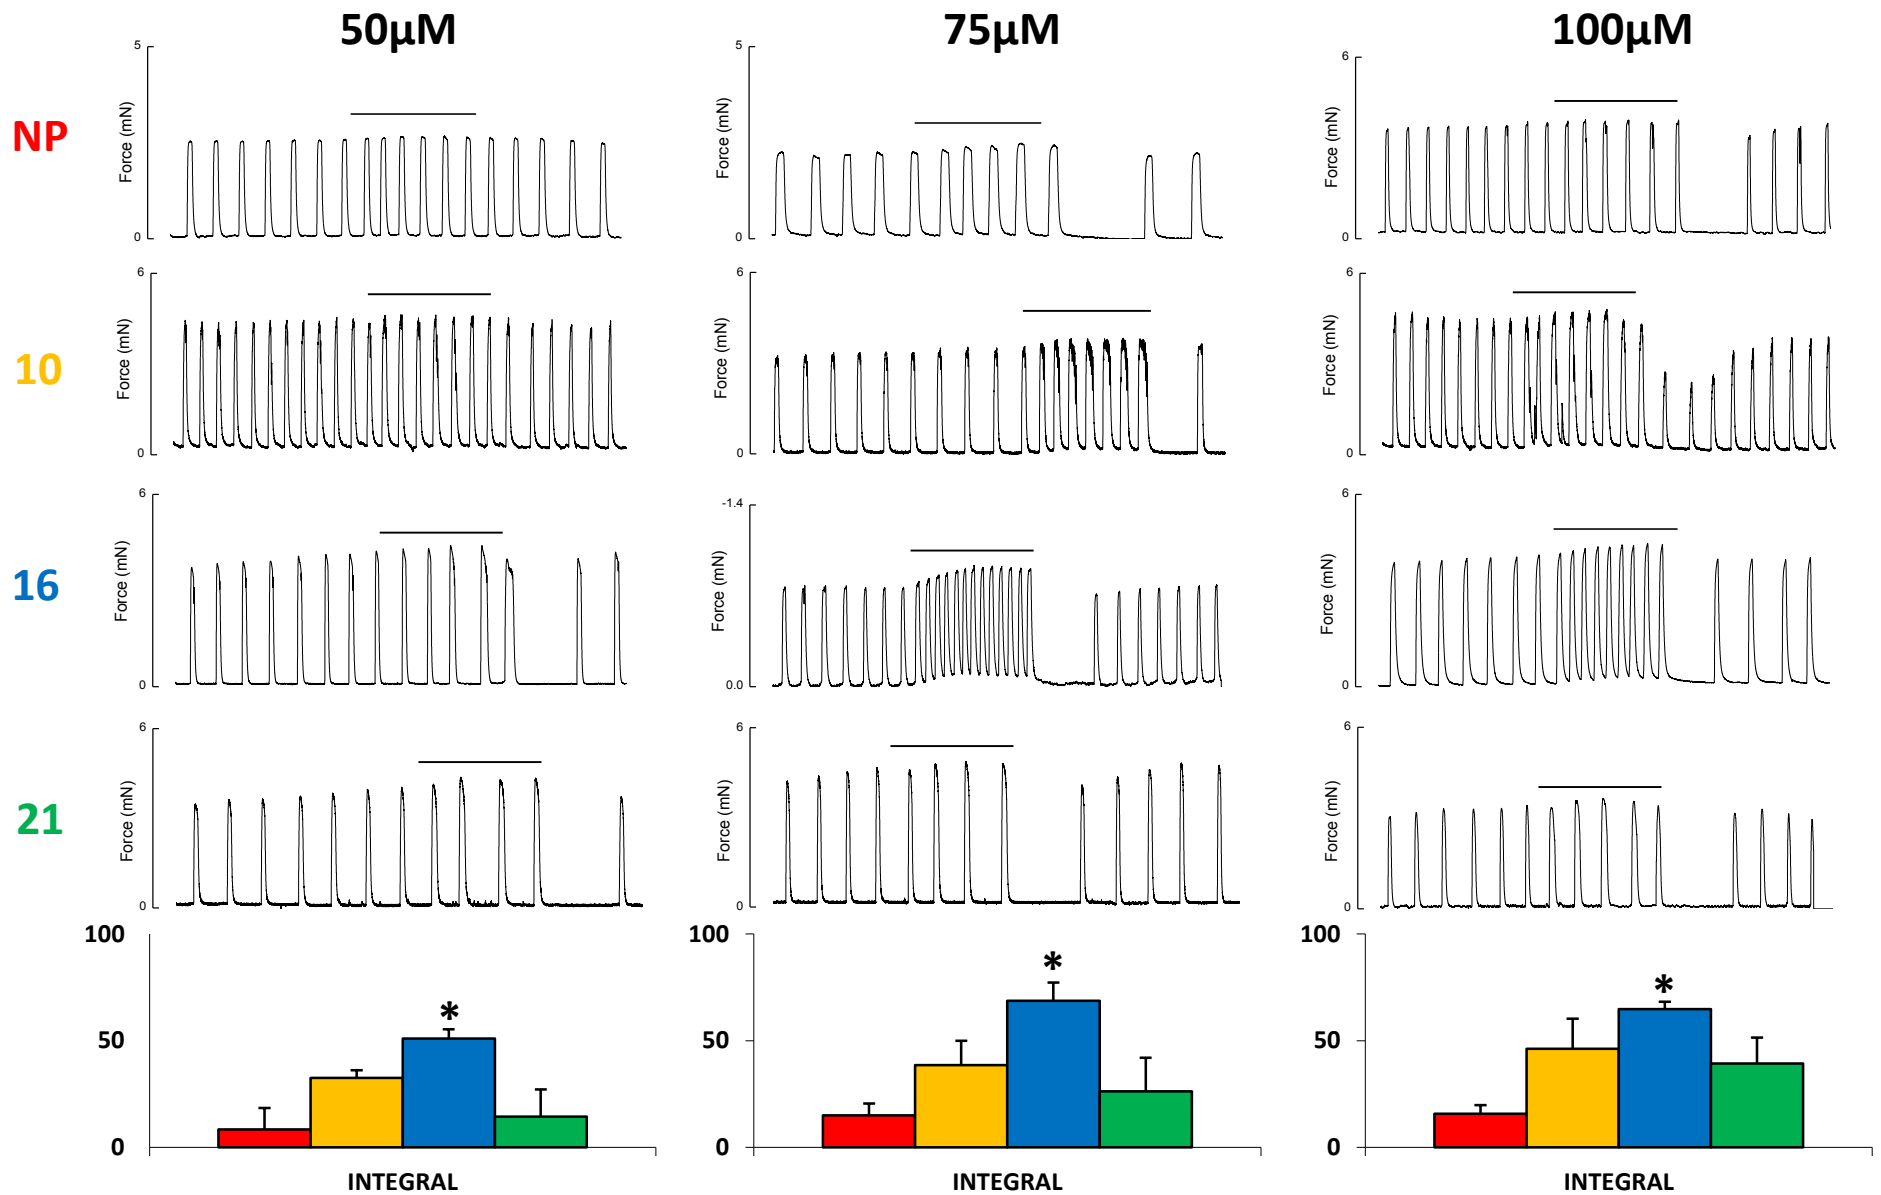 50µM 75µM 100µM
NP
5 0 Force (mN)
5 0 Force (mN)
6 0 Force (mN)
10
6 0 Force (mN)
6 0 Force (mN)
6 0 Force (mN)
16
6 0 Force (mN)
-1.4 0.0 Force (mN)
6 0 Force (mN)
21
6 0 Force (mN)
6 0 Force (mN)
6 0 Force (mN)
100 50 0 *
INTEGRAL
100 50 0 *
INTEGRAL
100 50 0 *
INTEGRAL